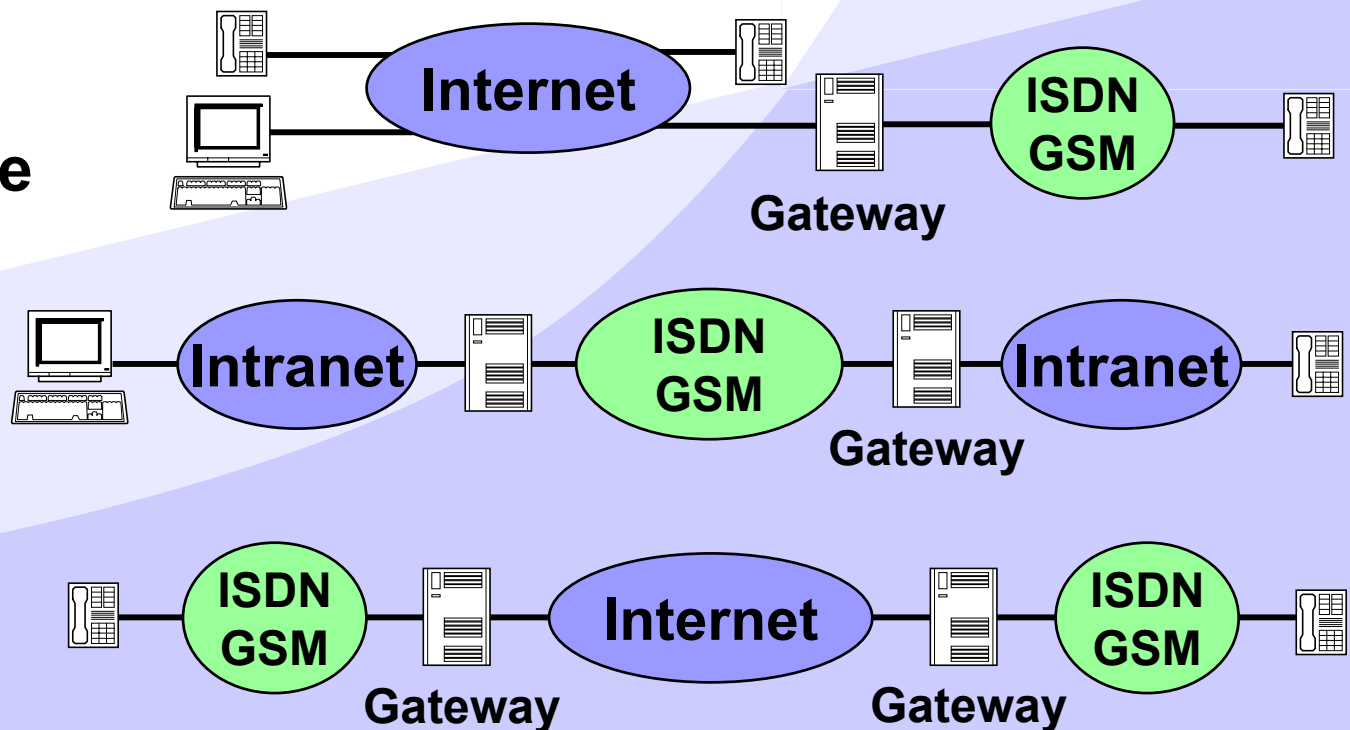 Internet
ISDN
GSM
e
Gateway
Intranet
ISDN
GSM
Intranet
Gateway
ISDN
GSM
Internet
ISDN
GSM
Gateway
Gateway